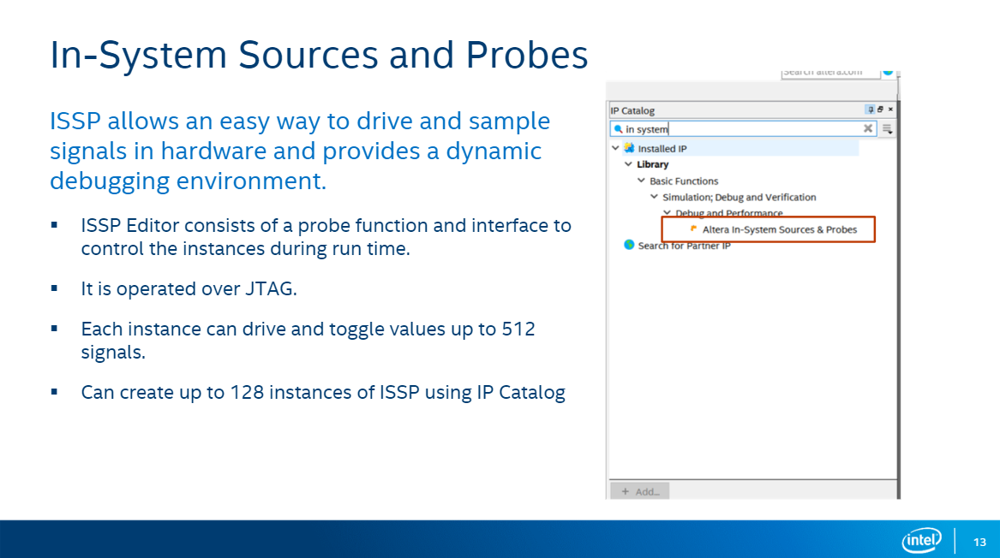 In-System Sources and Probes
ISSP allows an easy way to drive and sample
signals in hardware and provides a dynamic
debugging environment.
▪ ISSP Editor consists of a probe function and interface to
control the instances during run time.
▪ It is operated over JTAG.
▪ Each instance can drive and toggle values up to 512
signals.
▪ Can create up to 128 instances of ISSP using IP Catalog
Search altera.com
IP Catalog
in system
Installed IP
Library
Basic Functions
Simulation; Debug and Verification
Debug and Performance
Altera In-System Sources & Probes
Search for Partner IP
+ Add...
intel
13